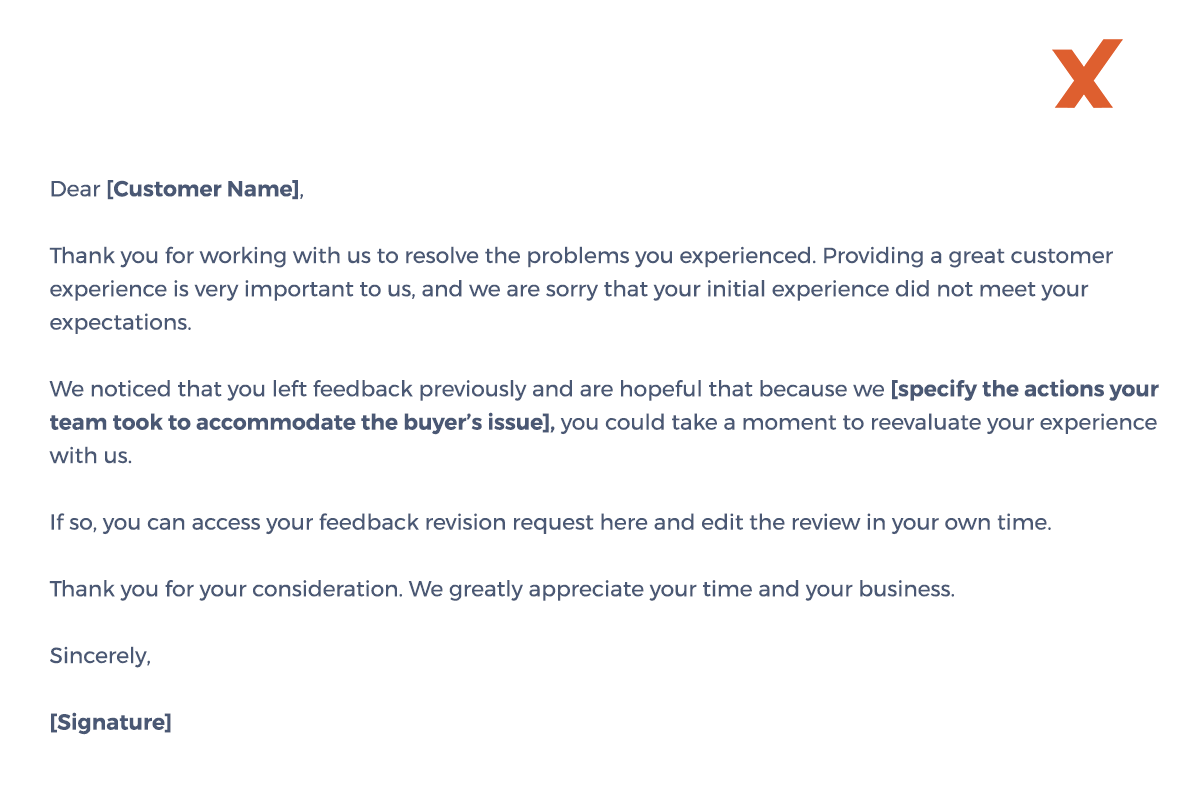 X
Dear [Customer Name],
Thank you for working with us to resolve the problems you experienced. Providing a great customer
experience is very important to us, and we are sorry that your initial experience did not meet your
expectations.
We noticed that you left feedback previously and are hopeful that because we [specify the actions your
team took to accommodate the buyer’s issue], you could take a moment to reevaluate your experience
with us.
If so, you can access your feedback revision request here and edit the review in your own time.
Thank you for your consideration. We greatly appreciate your time and your business.
Sincerely,
[Signature]